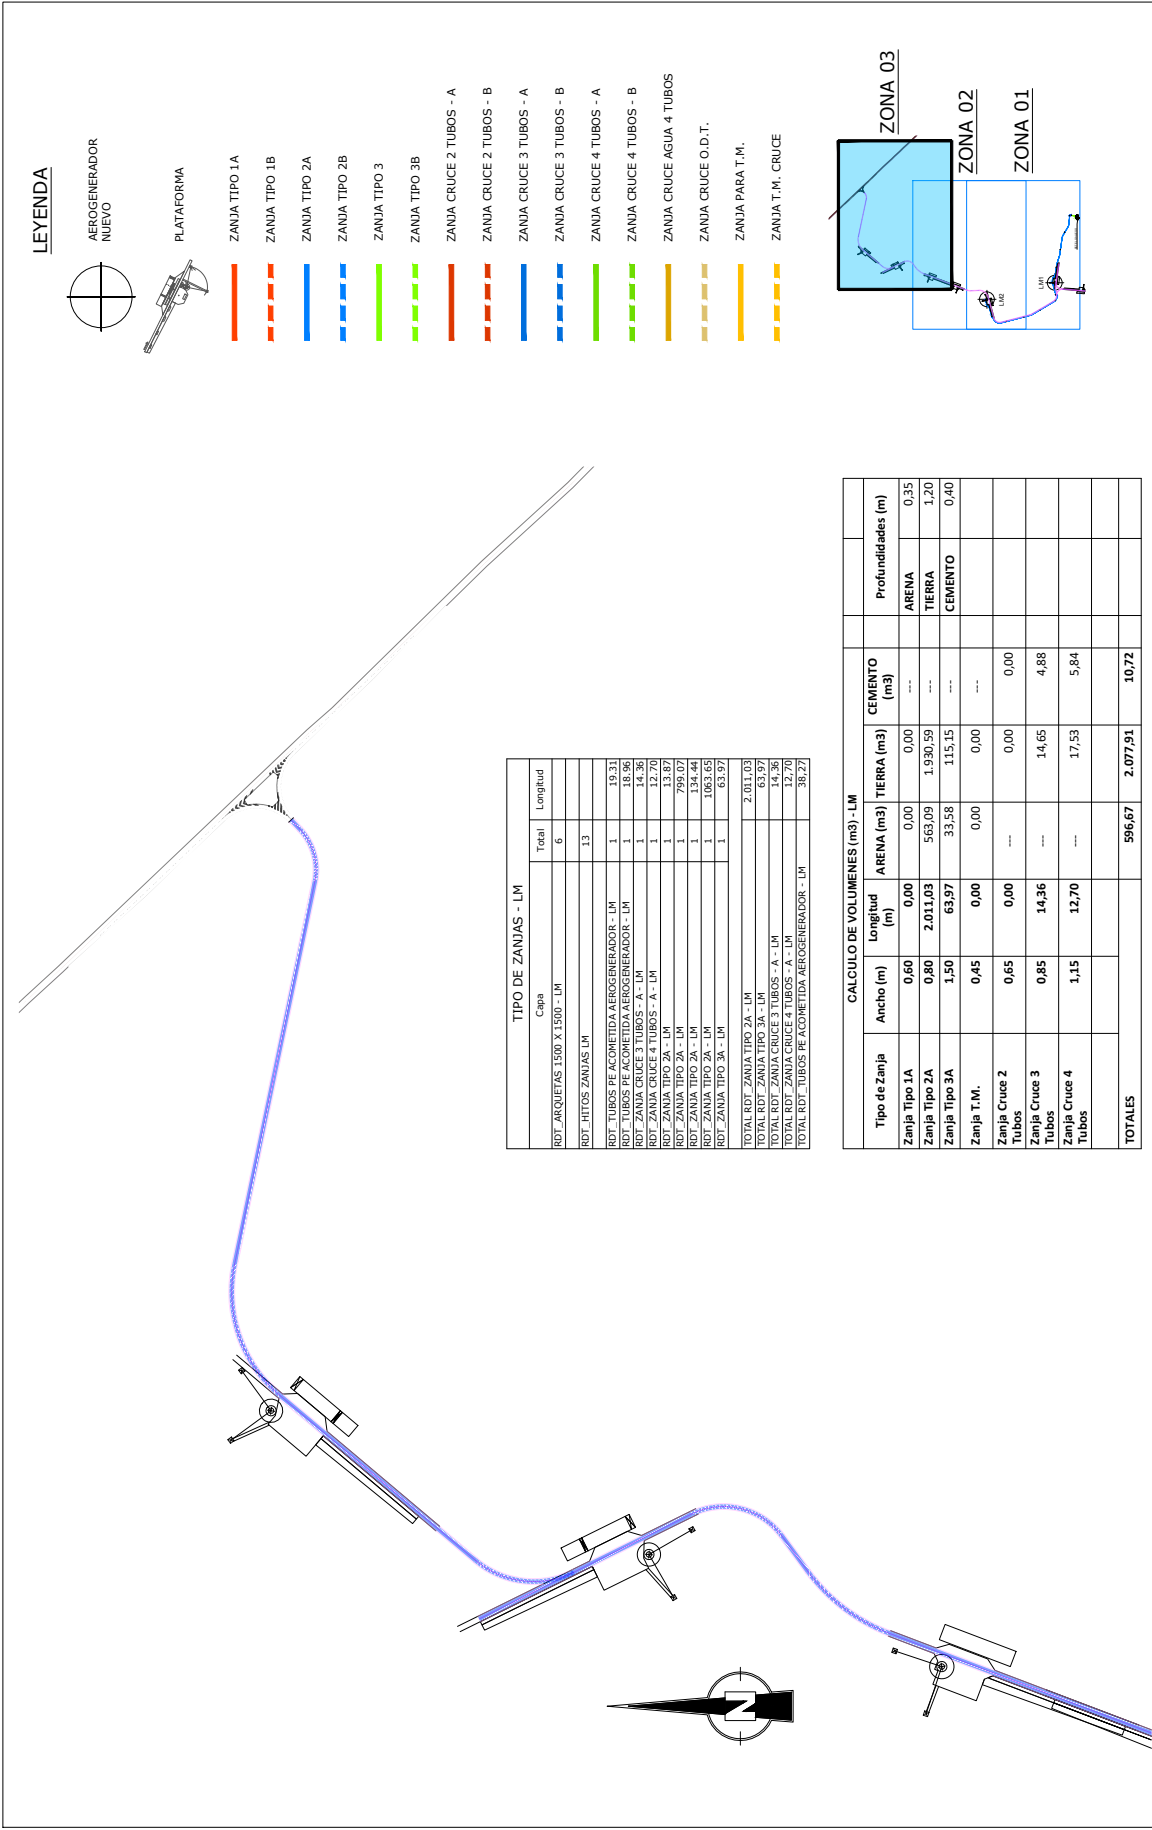 LEYENDA
AEROGENERADOR
NUEVO
PLATAFORMA
ZANJA TIPO 1A
ZANJA TIPO 1B
ZANJA TIPO 2A
ZANJA TIPO 2B
ZANJA TIPO 3
ZANJA TIPO 3B
ZANJA CRUCE 2 TUBOS - A
ZANJA CRUCE 2 TUBOS - B
ZANJA CRUCE 3 TUBOS - A
ZANJA CRUCE 3 TUBOS - B
ZANJA CRUCE 4 TUBOS - A
ZANJA CRUCE 4 TUBOS - B
ZANJA CRUCE AGUA 4 TUBOS
ZANJA CRUCE O.D.T.
ZANJA PARA T.M.
ZANJA T.M. CRUCE
ZONA 03
ZONA 02
ZONA 01
LM2
LM1
TIPO DE ZANJAS - LM
Capa Total Longitud
RDT_ARQUETAS 1500 X 1500 - LM 6
RDT_HITOS ZANJAS LM 13
RDT_TUBOS PE ACOMETIDA AEROGENERADOR - LM 1 19.31
RDT_TUBOS PE ACOMETIDA AEROGENERADOR - LM 1 18.96
RDT_ZANJA CRUCE 3 TUBOS - A - LM 1 14.36
RDT_ZANJA CRUCE 4 TUBOS - A - LM 1 12.70
RDT_ZANJA TIPO 2A - LM 1 13.87
RDT_ZANJA TIPO 2A - LM 1 799.07
RDT_ZANJA TIPO 2A - LM 1 134.44
RDT_ZANJA TIPO 2A - LM 1 1063.65
RDT_ZANJA TIPO 3A - LM 1 63.97
TOTAL RDT_ZANJA TIPO 2A - LM 2.011,03
TOTAL RDT_ZANJA TIPO 3A - LM 63,97
TOTAL RDT_ZANJA CRUCE 3 TUBOS - A - LM 14,36
TOTAL RDT_ZANJA CRUCE 4 TUBOS - A - LM 12,70
TOTAL RDT_TUBOS PE ACOMETIDA AEROGENERADOR - LM 38,27
CALCULO DE VOLUMENES (m3) - LM
Tipo de Zanja Ancho (m) Longitud (m) ARENA (m3) TIERRA (m3) CEMENTO (m3) Profundidades (m)
Zanja Tipo 1A 0,60 0,00 0,00 0,00 --- ARENA 0,35
Zanja Tipo 2A 0,80 2.011,03 563,09 1.930,59 --- TIERRA 1,20
Zanja Tipo 3A 1,50 63,97 33,58 115,15 --- CEMENTO 0,40
Zanja T.M. 0,45 0,00 0,00 0,00 ---
Zanja Cruce 2 Tubos 0,65 0,00 --- 0,00 0,00
Zanja Cruce 3 Tubos 0,85 14,36 --- 14,65 4,88
Zanja Cruce 4 Tubos 1,15 12,70 --- 17,53 5,84
TOTALES 596,67 2.077,91 10,72
N